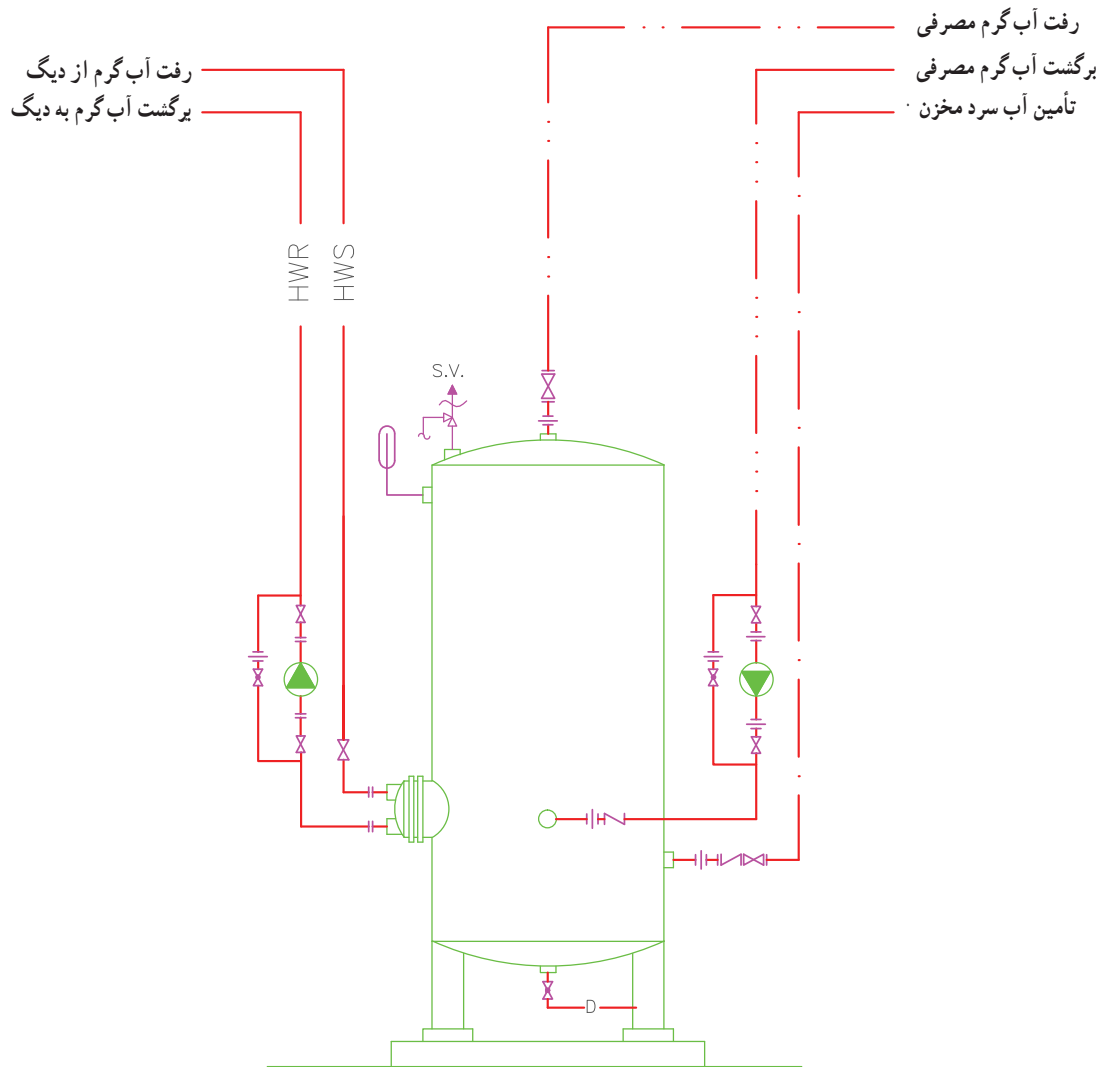 رفت آب گرم مصرفی
برگشت آب گرم مصرفی
تأمین آب سرد مخزن
رفت آب گرم از دیگ
برگشت آب گرم به دیگ
HWR
HWS
S.V.
D